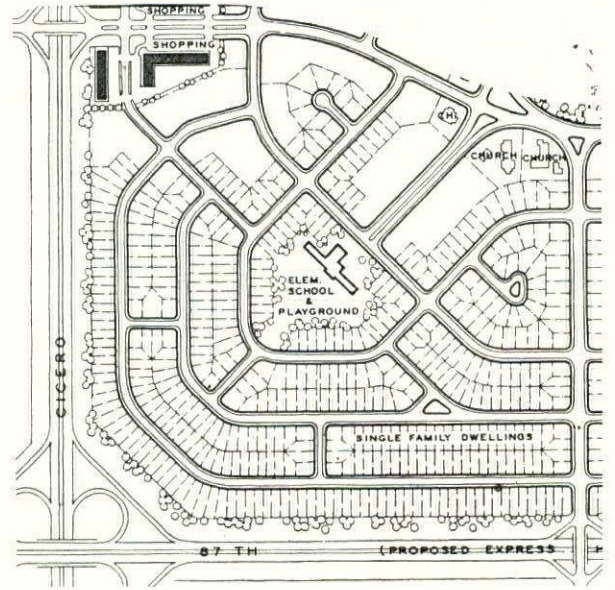 SHOPPING
SHOPPING
CHURCH CHURCH
ELEM.
SCHOOL
&
PLAYGROUND
CICERO
SINGLE FAMILY DWELLINGS
87 TH (PROPOSED EXPRESS